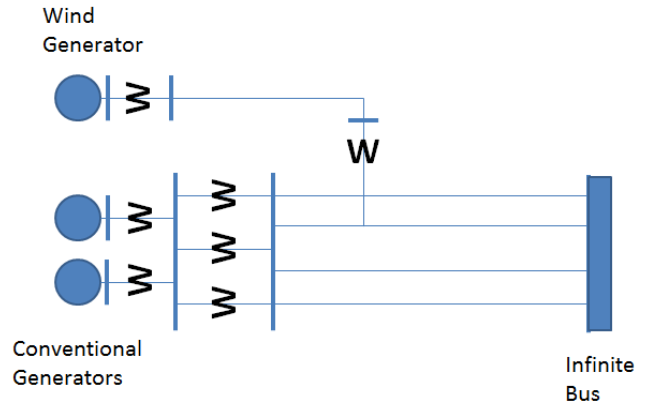 Wind
Generator
W
W
W
W
W
W
W
Conventional
Generators
Infinite
Bus